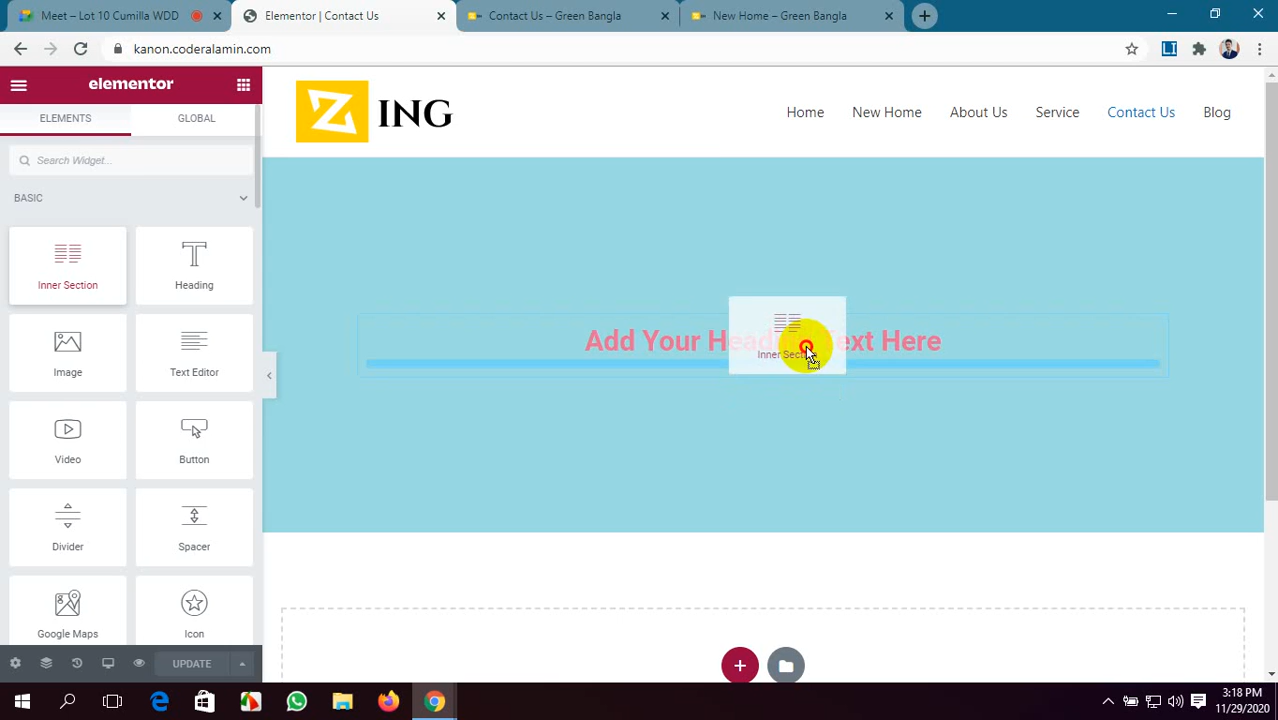 Meet – Lot 10 Cumilla WDD
Elementor | Contact Us
Contact Us – Green Bangla
New Home – Green Bangla
kanon.coderalamin.com
elementor
ELEMENTS
GLOBAL
Search Widget...
BASIC
Inner Section
Heading
Image
Text Editor
Video
Button
Divider
Spacer
Google Maps
Icon
UPDATE
Z ING
Home
New Home
About Us
Service
Contact Us
Blog
Add Your Heading Text Here
Inner Section
3:18 PM
11/29/2020